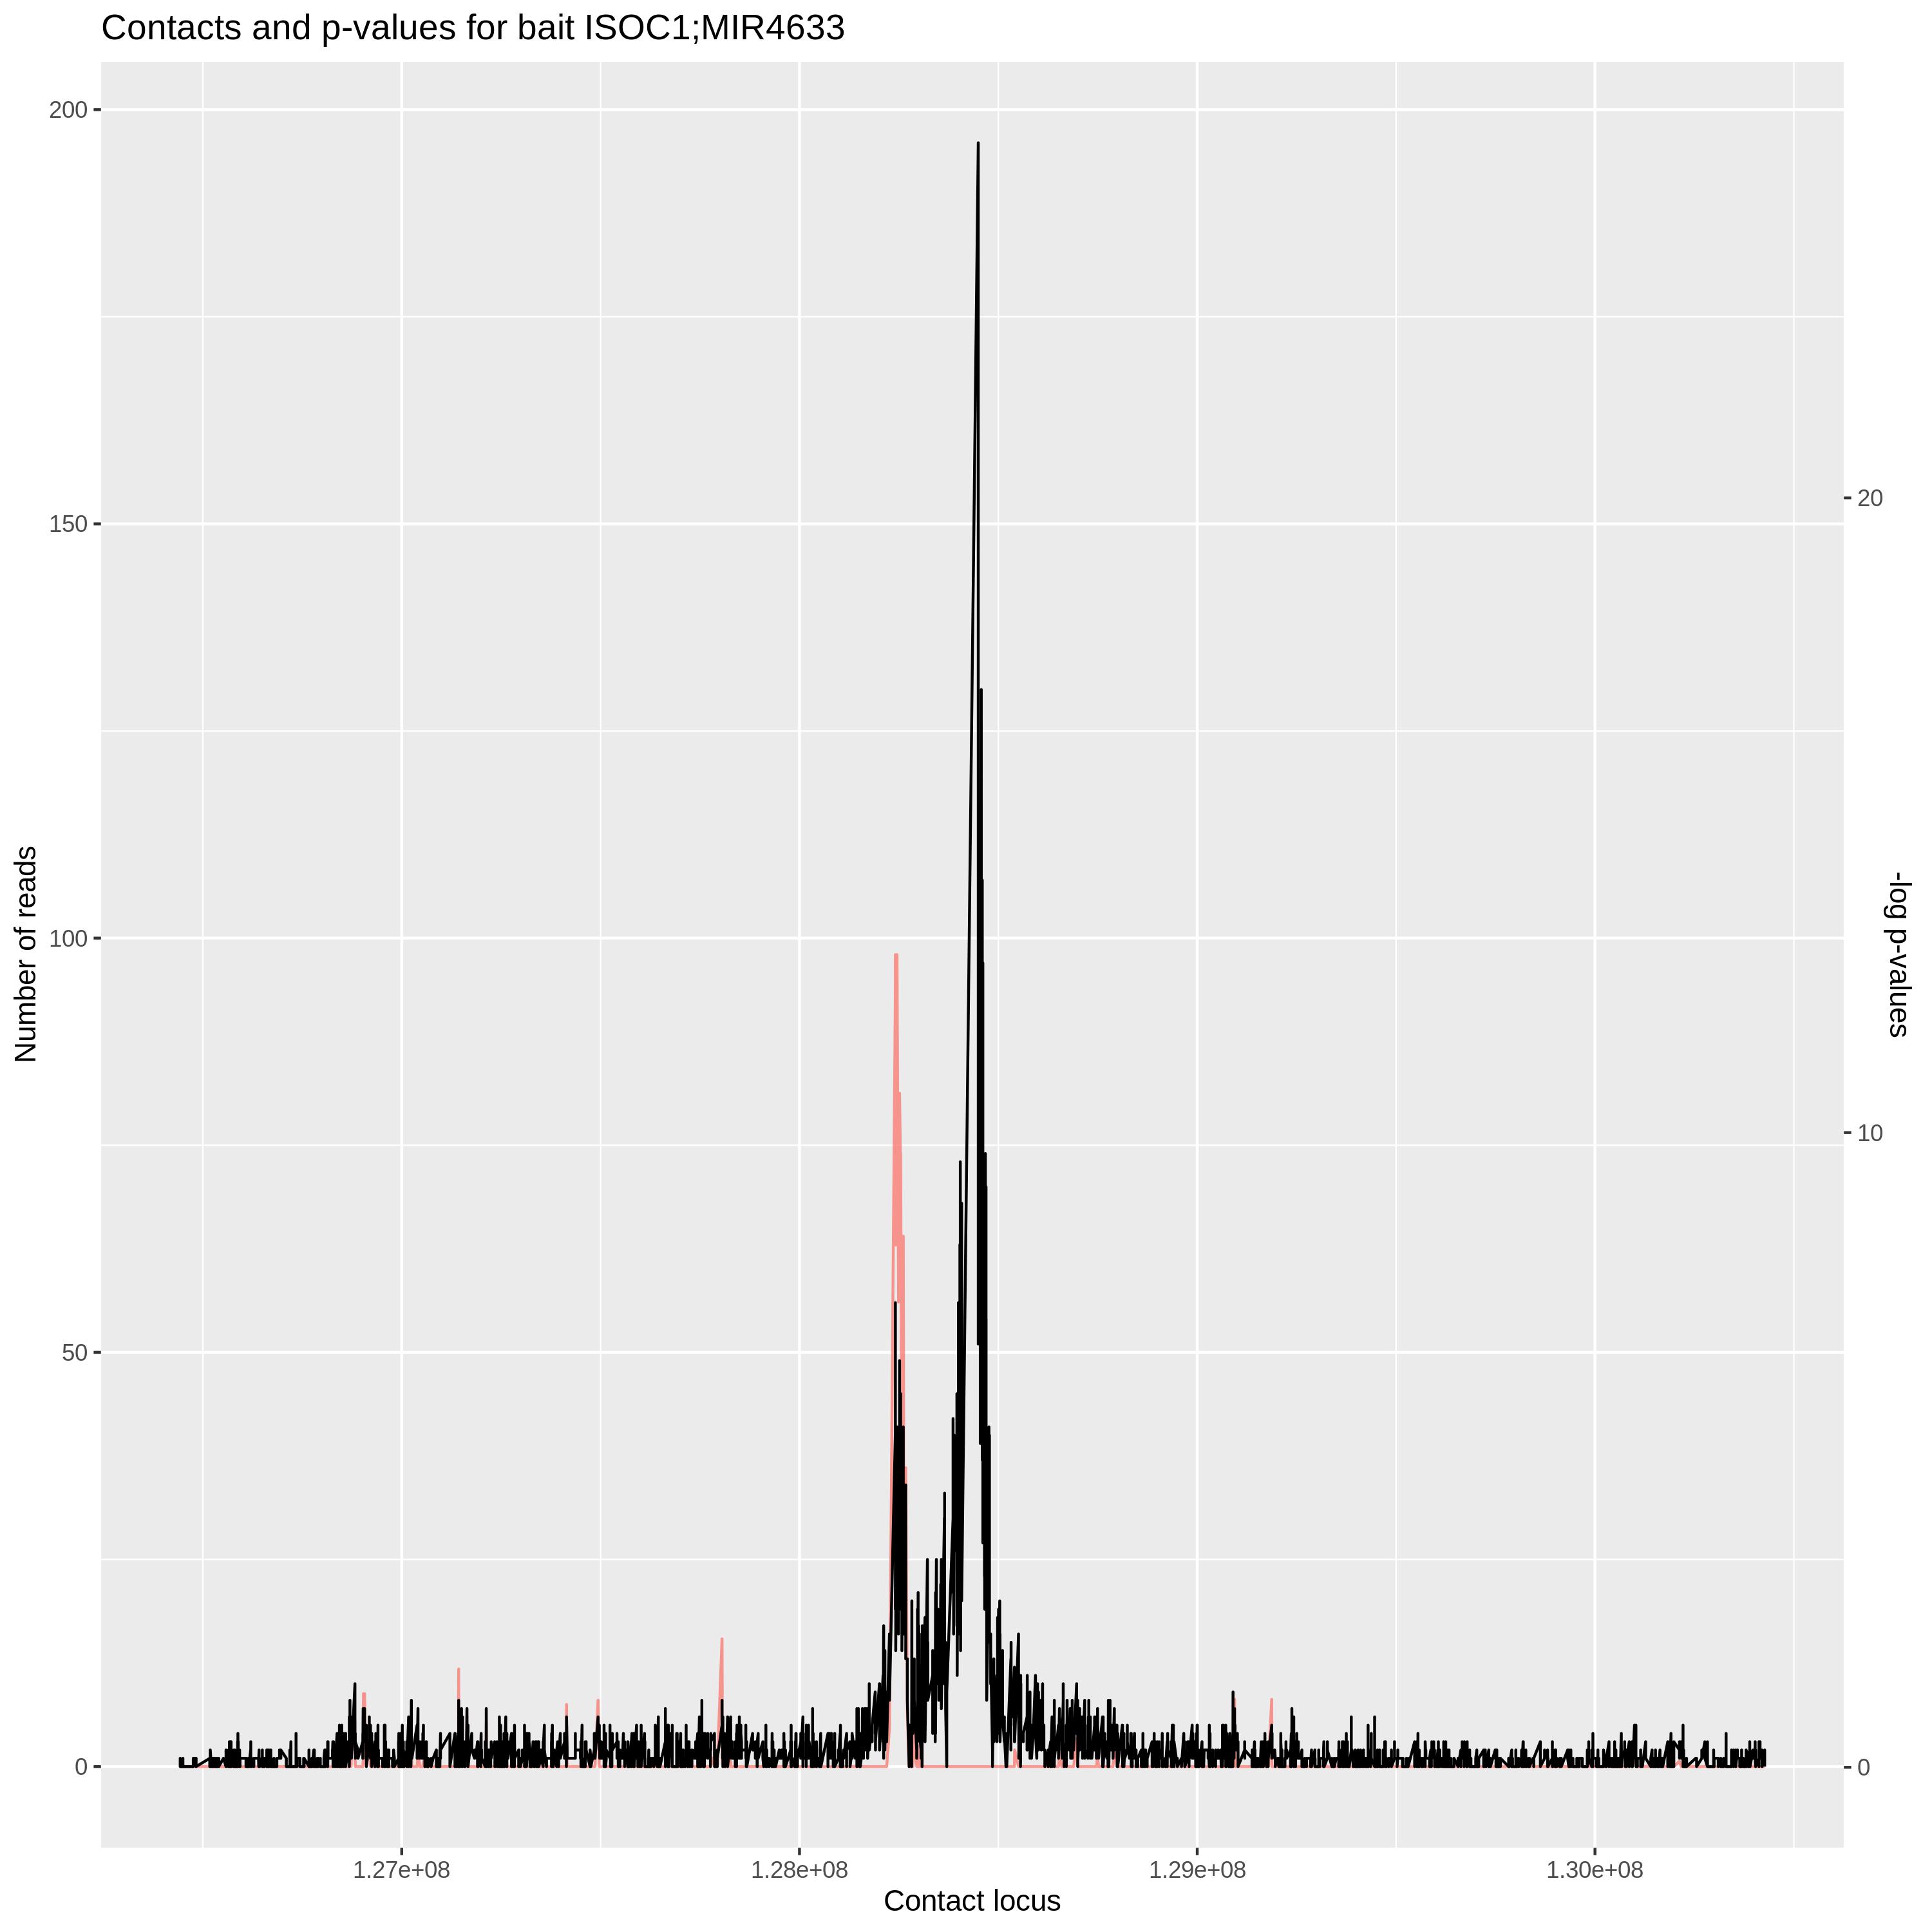 Contacts and p-values for bait ISOC1;MIR4633
200
150
100
50
0
Number of reads
20
10
0
-log p-values
1.27e+08
1.28e+08
1.29e+08
1.30e+08
Contact locus